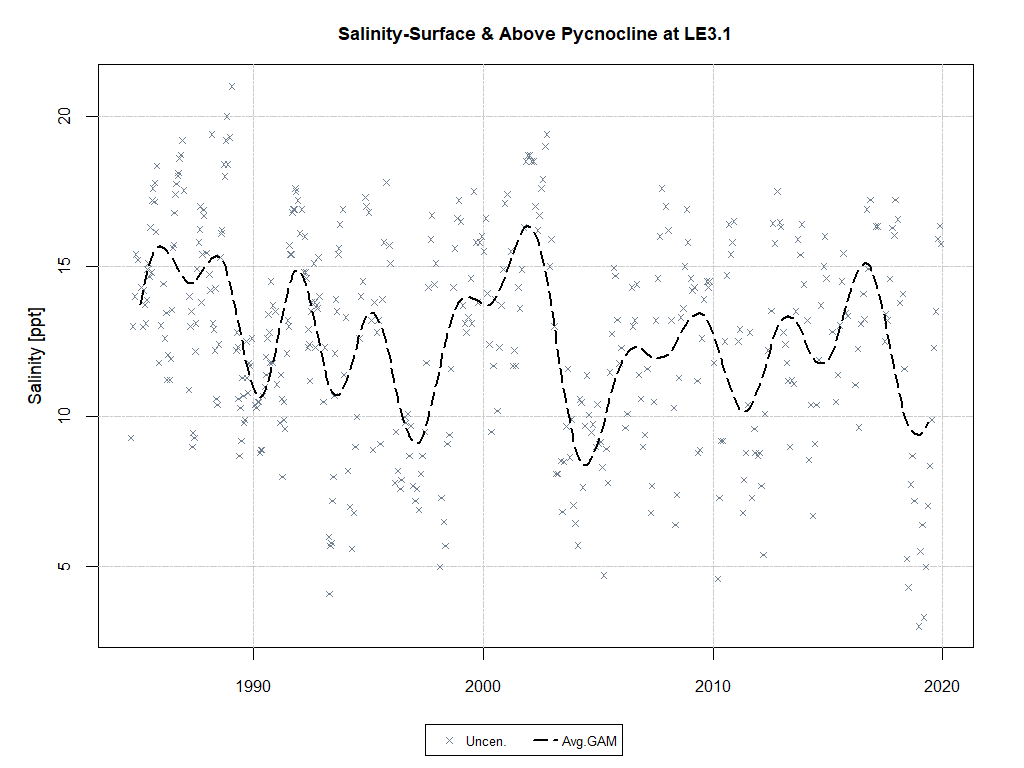 Salinity-Surface & Above Pycnocline at LE3.1
Salinity [ppt]
20
15
10
5
1990 2000 2010 2020
Uncen. Avg.GAM